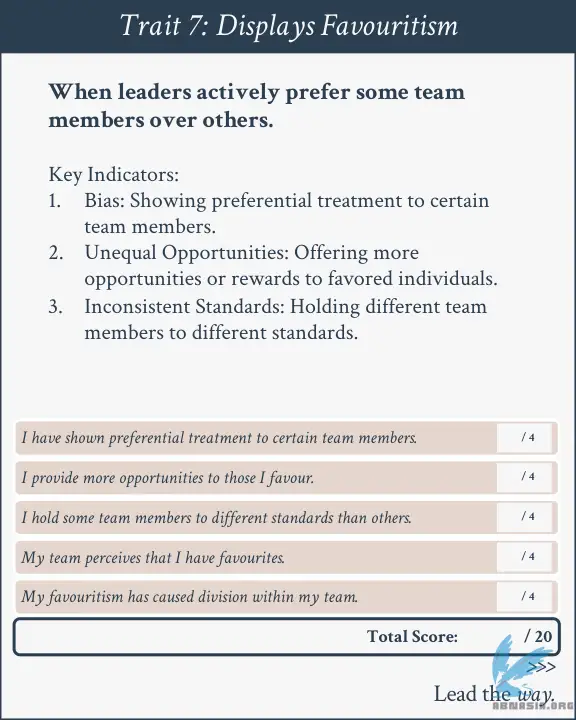 Trait 7: Displays Favouritism
When leaders actively prefer some team
members over others.
Key Indicators:
1. Bias: Showing preferential treatment to certain
team members.
2. Unequal Opportunities: Offering more
opportunities or rewards to favored individuals.
3. Inconsistent Standards: Holding different team
members to different standards.
I have shown preferential treatment to certain team members. / 4
I provide more opportunities to those I favour. / 4
I hold some team members to different standards than others. / 4
My team perceives that I have favourites. / 4
My favouritism has caused division within my team. / 4
Total Score: / 20
>>>
Lead the way.
ABNASIA.ORG